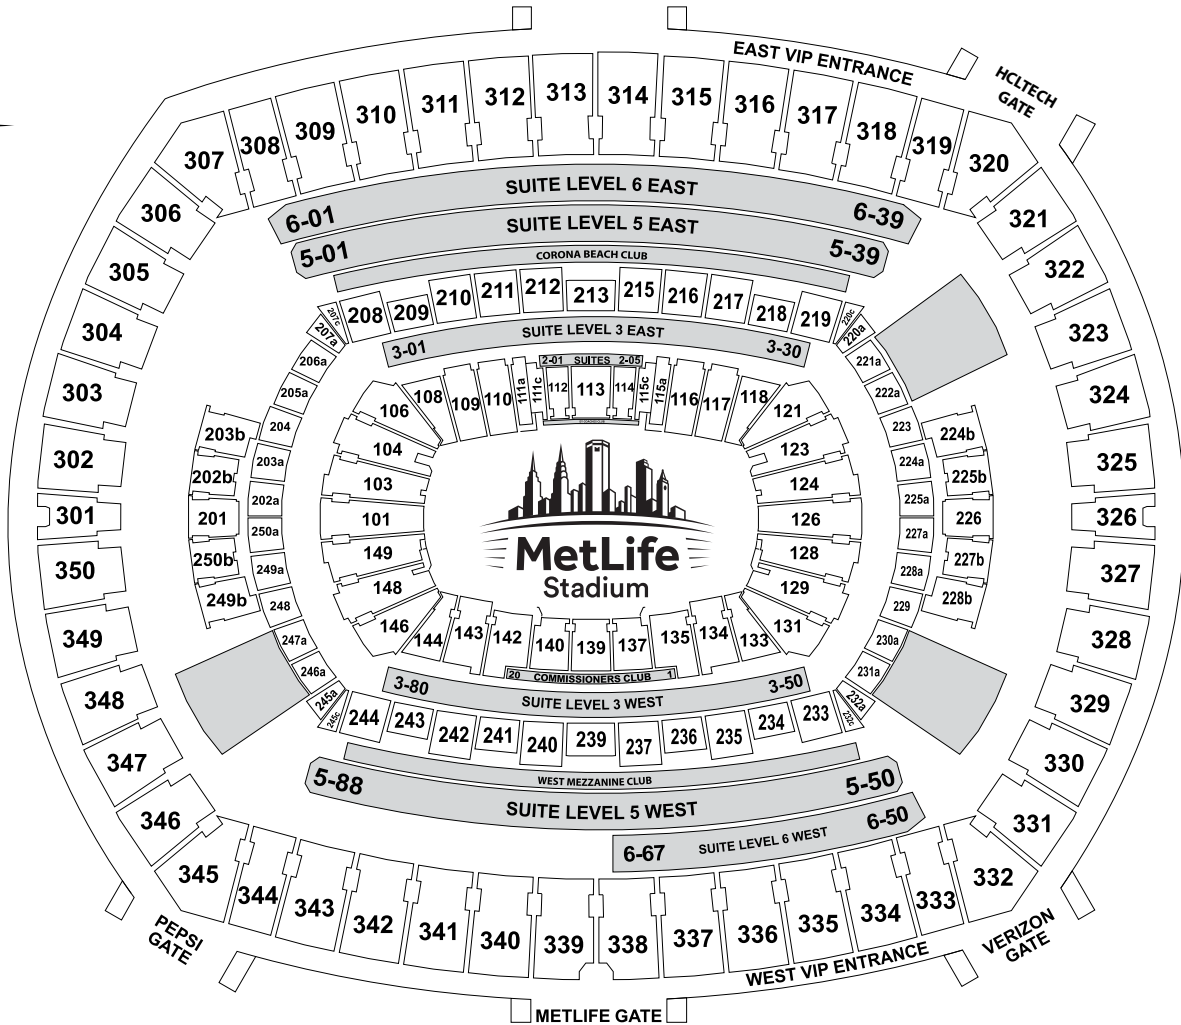 EAST VIP ENTRANCE
HCLTECH
GATE
307
308
309
310
311
312
313
314
315
316
317
318
319
320
306
305
304
303
302
301
350
349
348
347
346
321
322
323
324
325
326
327
328
329
330
331
SUITE LEVEL 6 EAST
6-01
6-39
SUITE LEVEL 5 EAST
5-01
5-39
CORONA BEACH CLUB
207c
207a
208
209
210
211
212
213
215
216
217
218
219
220c
220a
SUITE LEVEL 3 EAST
3-01
3-30
206a
205a
204
203a
202a
250a
249a
248
247a
246a
245a
245c
203b
202b
201
250b
249b
221a
222a
223
224a
225a
227a
228a
229
230a
231a
232a
232c
224b
225b
226
227b
228b
2-01 SUITES 2-05
106
108
109
110
111a
111c
112
113
114
115c
115a
116
117
118
121
104
103
101
149
148
146
123
124
126
128
129
131
MetLife
Stadium
144
143
142
140
139
137
135
134
133
20 COMMISSIONERS CLUB 1
3-80
3-50
SUITE LEVEL 3 WEST
244
243
242
241
240
239
237
236
235
234
233
WEST MEZZANINE CLUB
5-88
5-50
SUITE LEVEL 5 WEST
6-67
SUITE LEVEL 6 WEST
6-50
345
344
343
342
341
340
339
338
337
336
335
334
333
332
PEPSI
GATE
WEST VIP ENTRANCE
VERIZON
GATE
METLIFE GATE